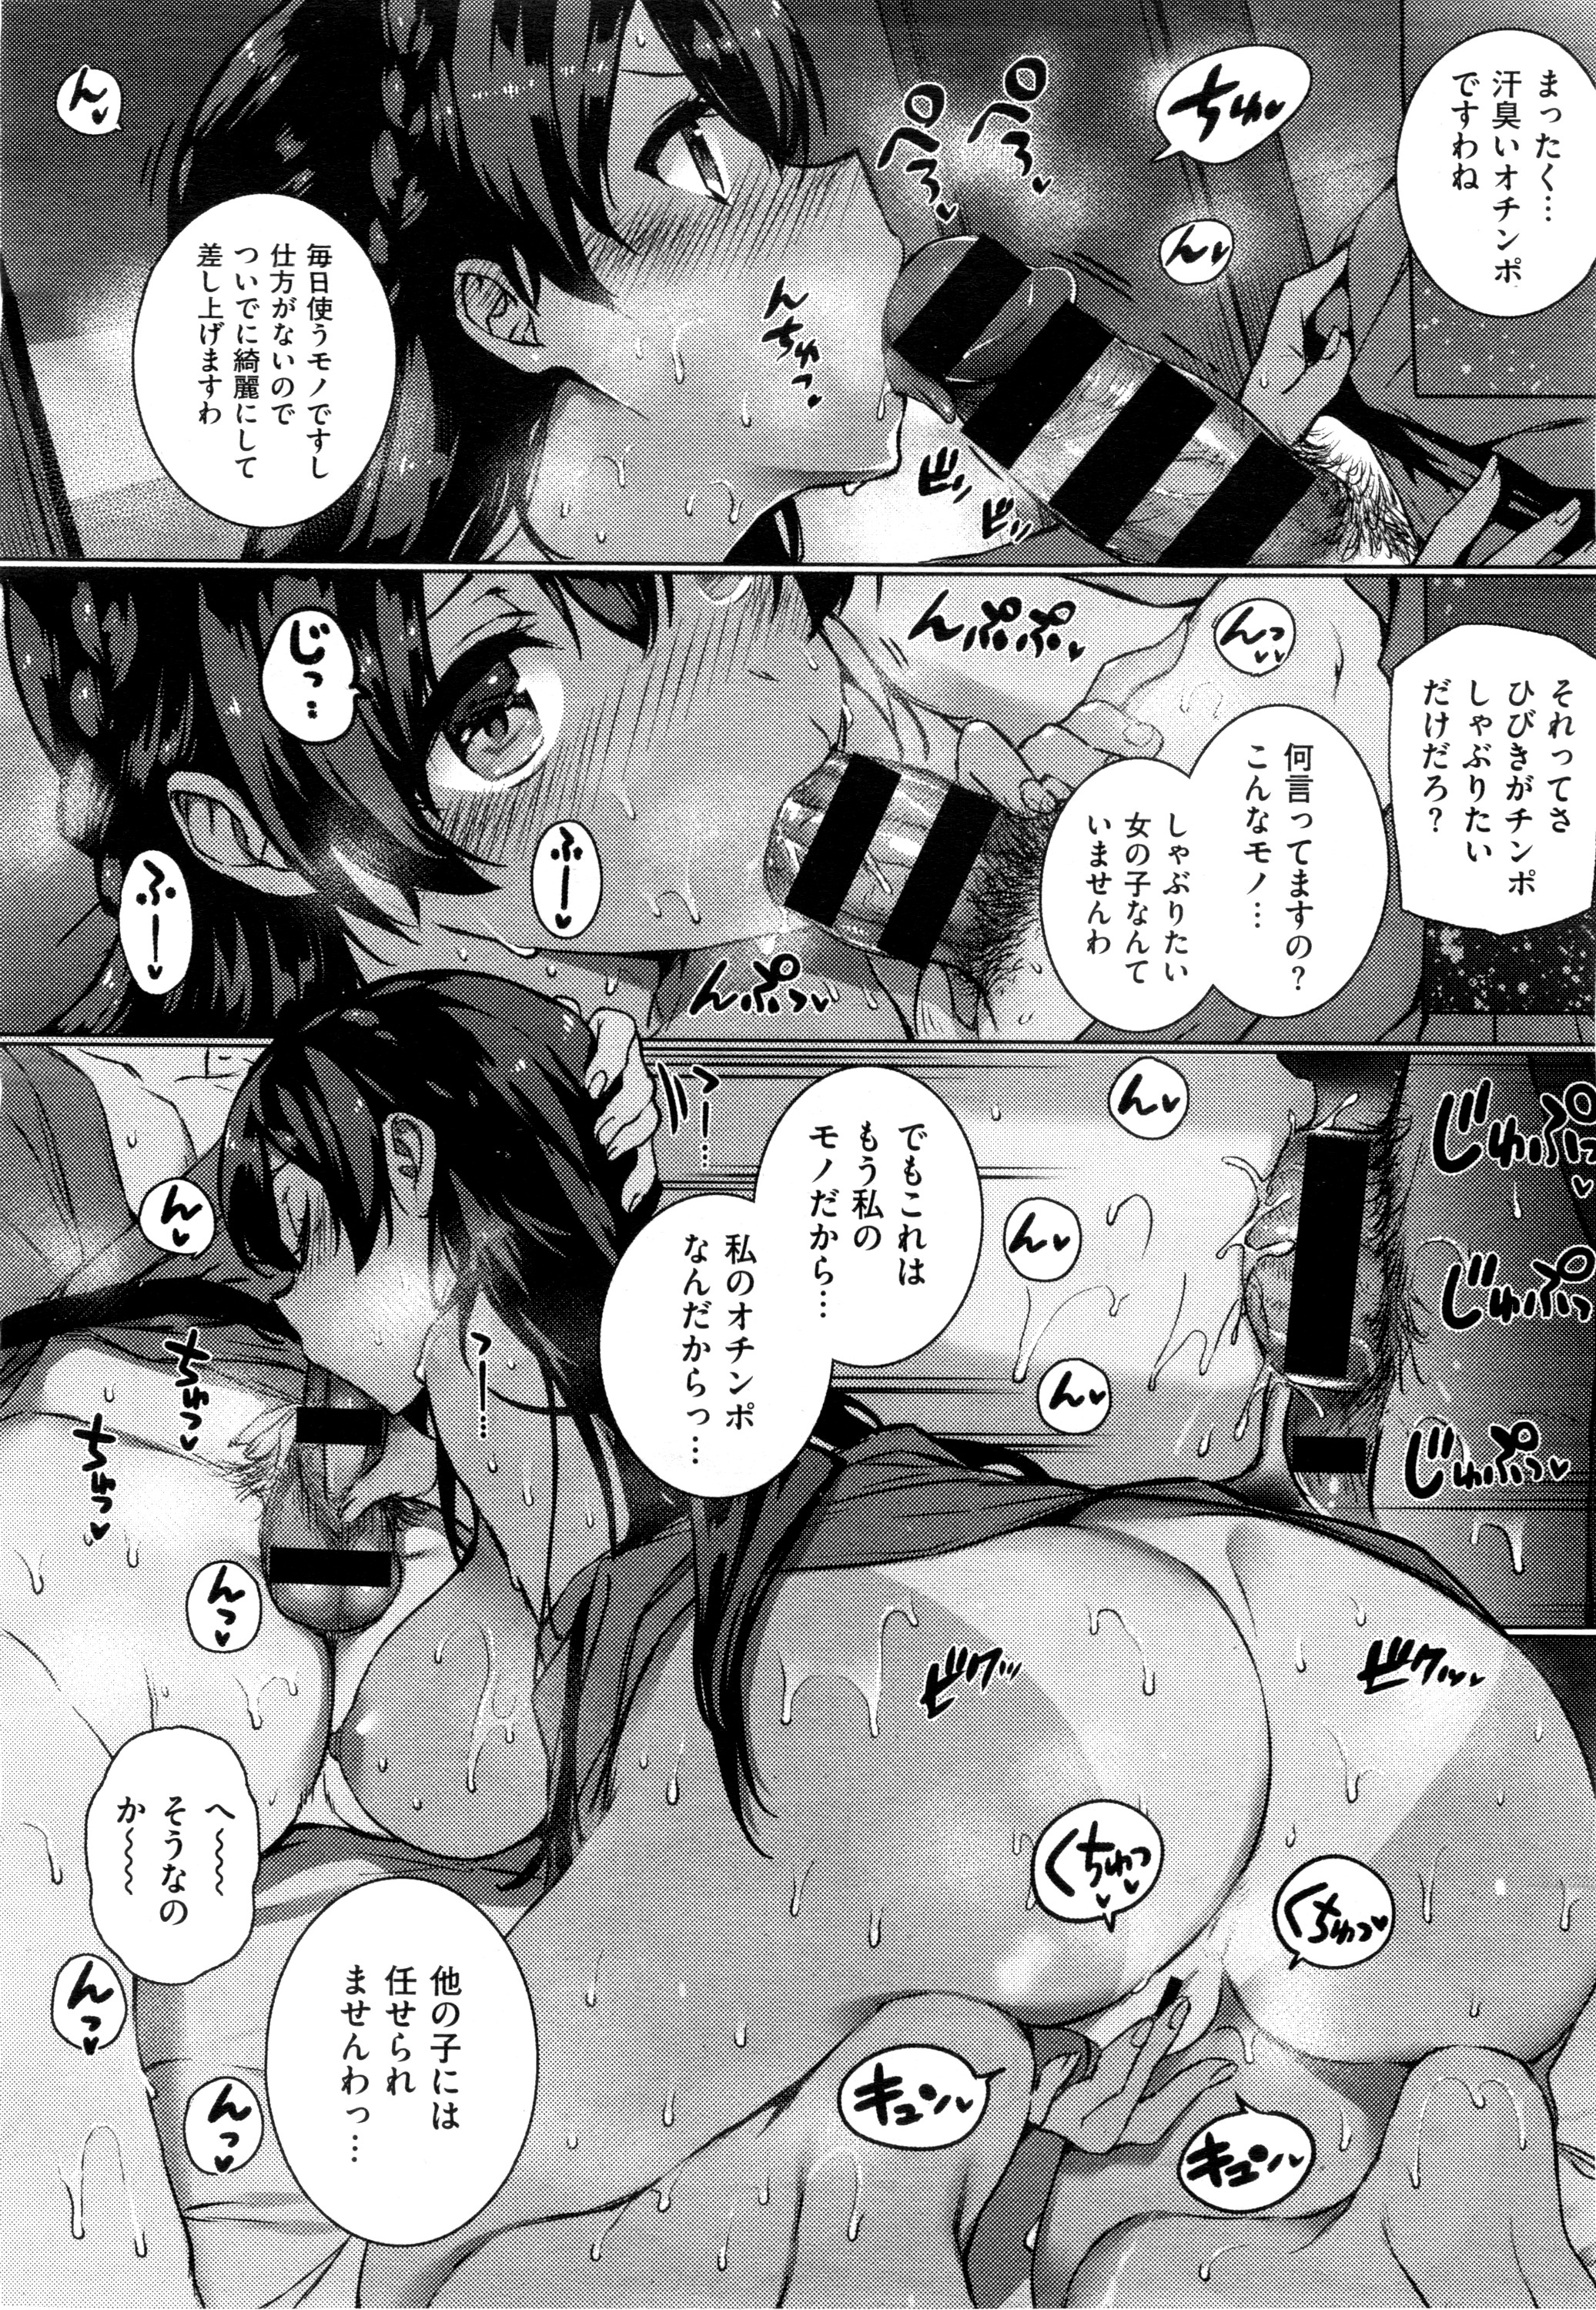 まったく…
汗臭いオチンポ
ですわね
ちゅ
ペロ
ペろ
ん
ん
んちゅっ
ビッ
ビッ
毎日使うモノですし
仕方がないので
ついでに綺麗にして
差し上げますわ
それってさ
ひびきがチンポ
しゃぶりたい
だけだろ?
んっ
んぷぷ
何言ってますの?
こんなモノ…
しゃぶりたい
女の子なんて
いませんわ
じっ…
ふー
ふー
んぷっ
じゅぷっ
じゅぷっ
じゅぷっ
ん
ん
ん
でもこれは
もう私の
モノだから…
私のオチンポ
なんだからっ…
ん
ちゅっ
ちゅっ
んっ
ビクッ
ビクッ
くちゅっ
くちゅっ
へ〜〜〜
そうなの
か〜〜〜
他の子には
任せられ
ませんわっ…
んっ
んっ
キュン
キュン